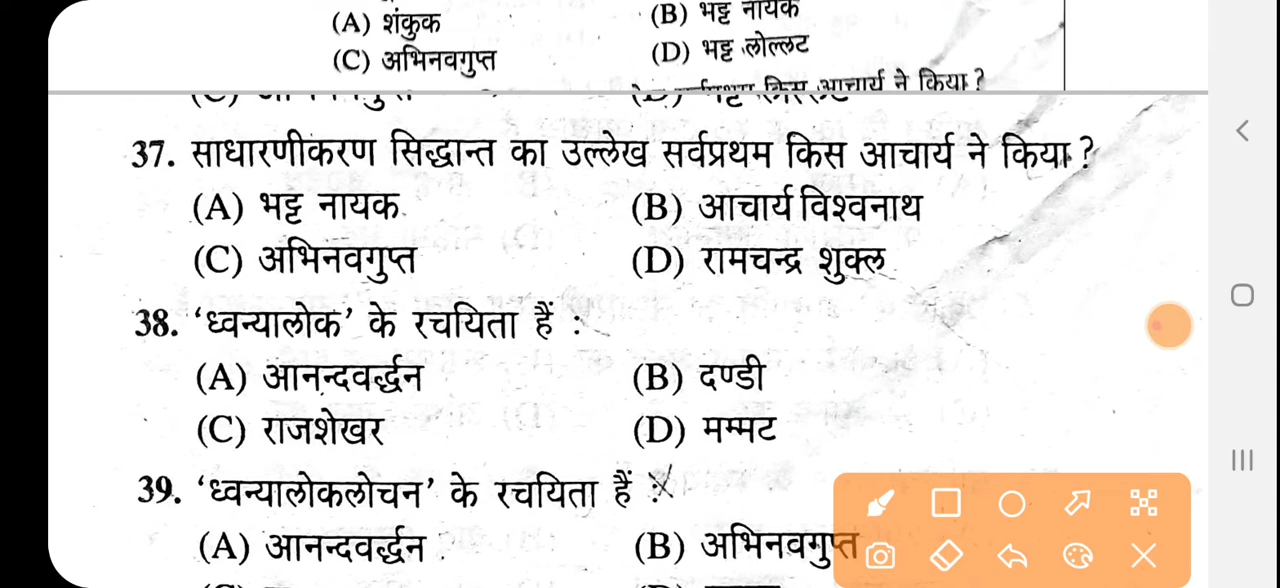 (A) शंकुक (B) भट्ट नायक
(C) अभिनवगुप्त (D) भट्ट लोल्लट
किस आचार्य ने किया ?
37. साधारणीकरण सिद्धान्त का उल्लेख सर्वप्रथम किस आचार्य ने किया ?
(A) भट्ट नायक (B) आचार्य विश्वनाथ
(C) अभिनवगुप्त (D) रामचन्द्र शुक्ल
38. ‘ध्वन्यालोक’ के रचयिता हैं :
(A) आनन्दवर्द्धन (B) दण्डी
(C) राजशेखर (D) मम्मट
39. ‘ध्वन्यालोकलोचन’ के रचयिता हैं :
(A) आनन्दवर्द्धन (B) अभिनवगुप्त